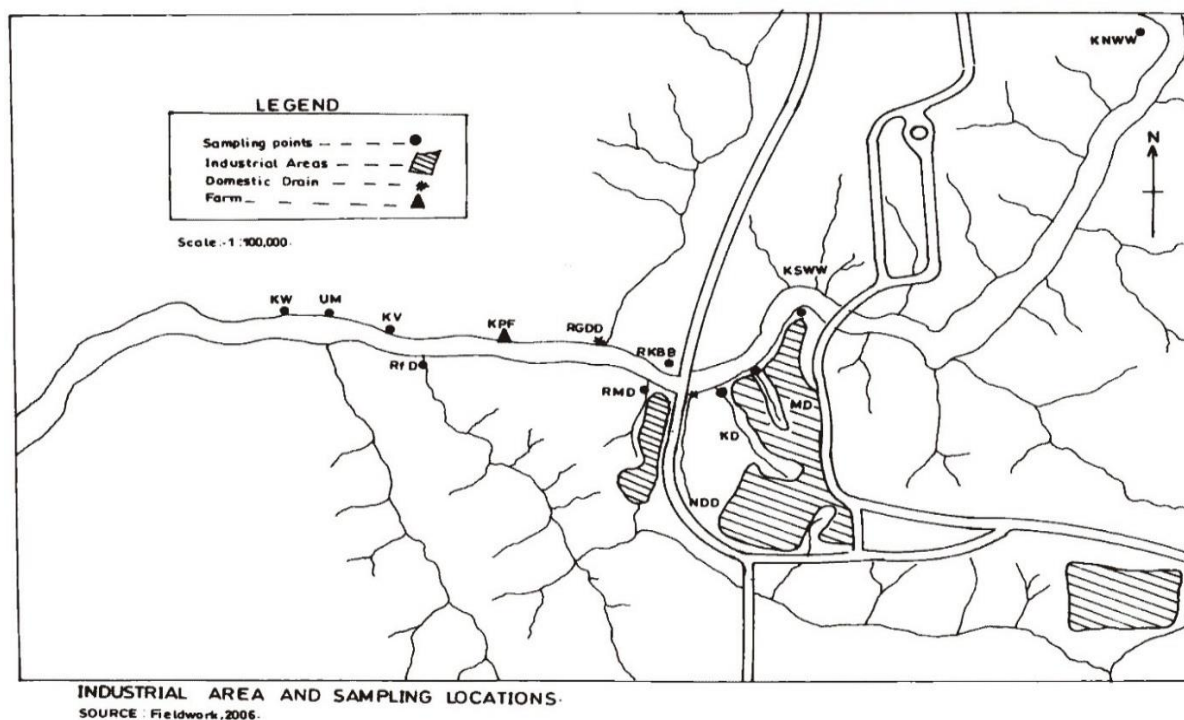 KNWW
N
LEGEND
Sampling points
Industrial Areas
Domestic Drain
Farm
Scale:-1:100,000.
KSWW
KW
UM
KV
KPF
RGDD
RKBB
RfD
RMD
MD
KD
NDD
INDUSTRIAL AREA AND SAMPLING LOCATIONS.
SOURCE : Fieldwork,2006.